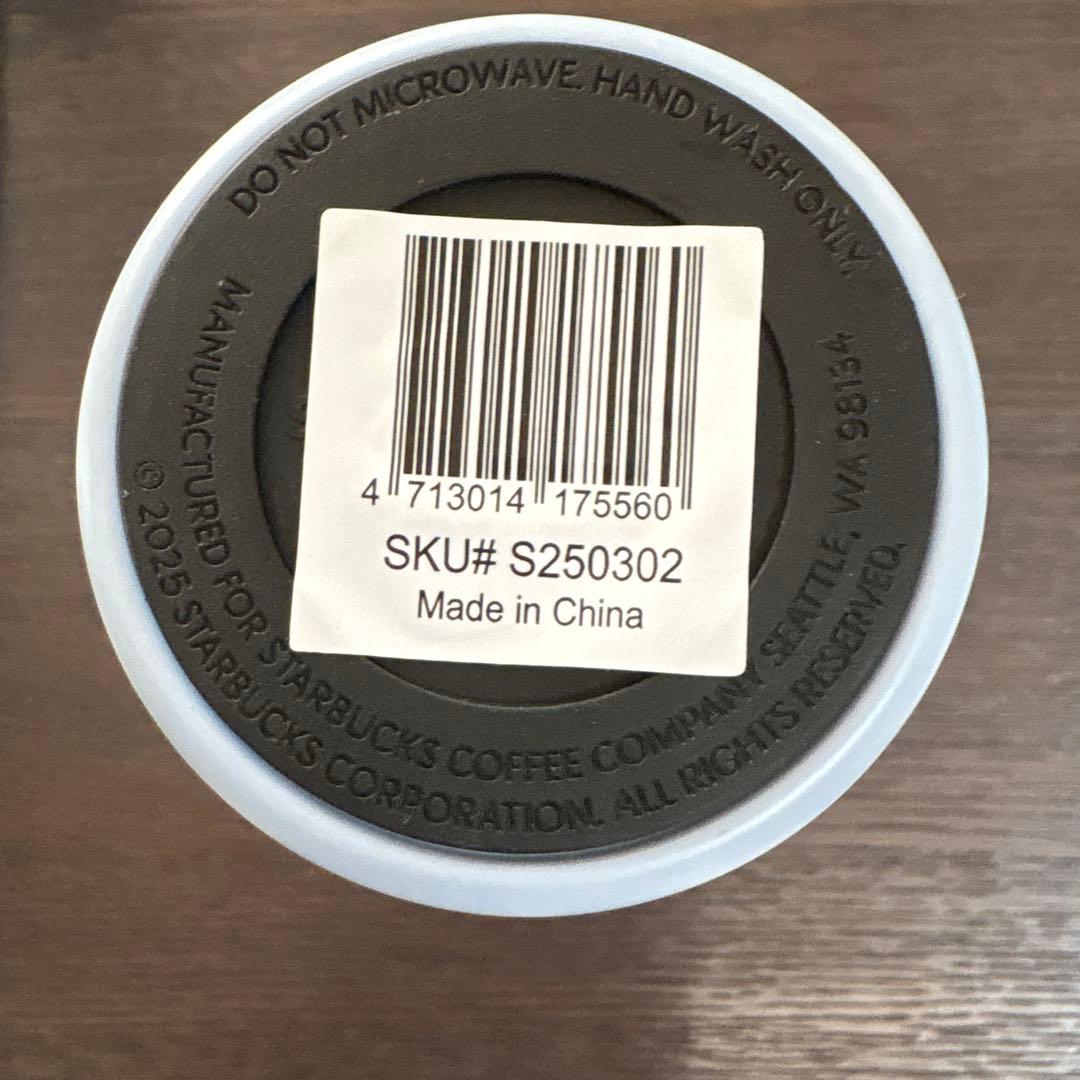 DO NOT MICROWAVE. HAND WASH ONLY.
4 713014 175560
SKU# S250302
Made in China
MANUFACTURED FOR STARBUCKS COFFEE COMPANY SEATTLE, WA 98134
© 2025 STARBUCKS CORPORATION. ALL RIGHTS RESERVED.